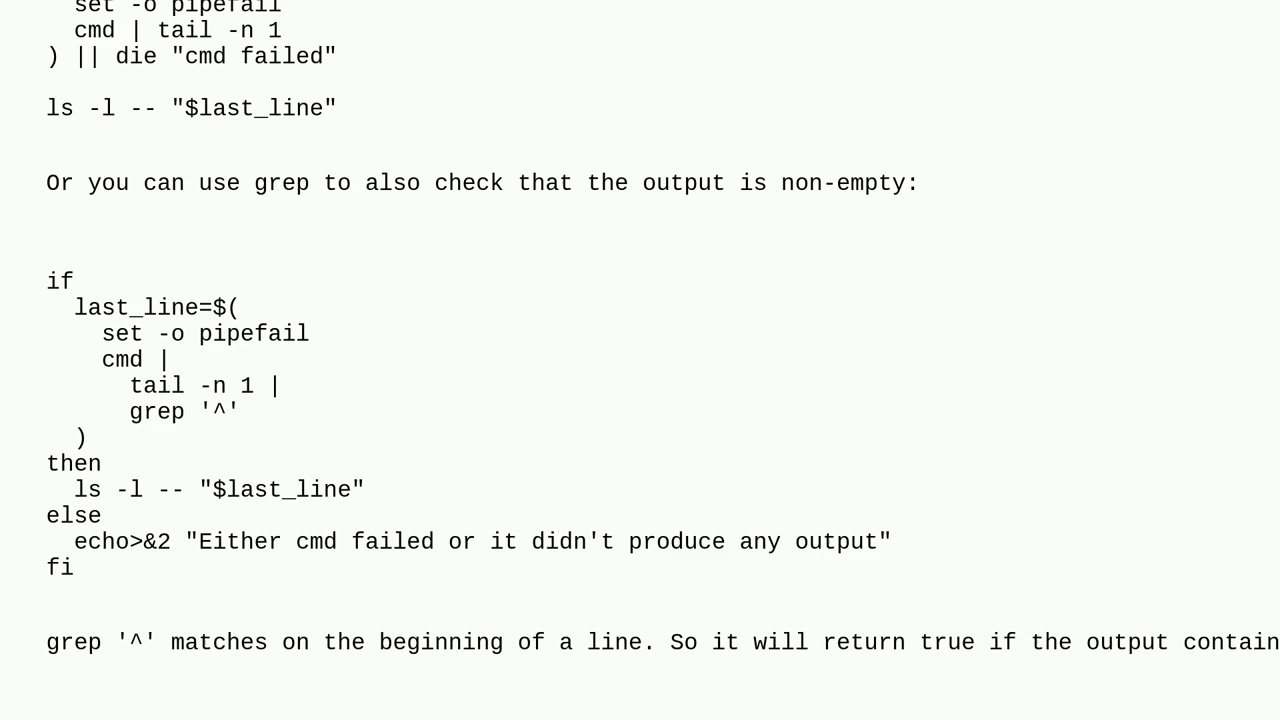 set -o pipefail
  cmd | tail -n 1
) || die "cmd failed"

ls -l -- "$last_line"

Or you can use grep to also check that the output is non-empty:

if
  last_line=$(
    set -o pipefail
    cmd |
      tail -n 1 |
      grep '^'
  )
then
  ls -l -- "$last_line"
else
  echo>&2 "Either cmd failed or it didn't produce any output"
fi

grep '^' matches on the beginning of a line. So it will return true if the output contain